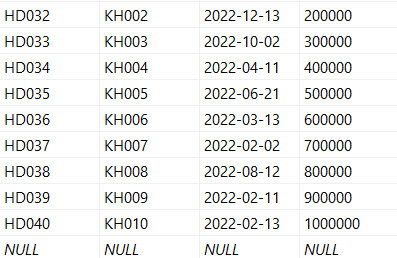 HD032 KH002 2022-12-13 200000
HD033 KH003 2022-10-02 300000
HD034 KH004 2022-04-11 400000
HD035 KH005 2022-06-21 500000
HD036 KH006 2022-03-13 600000
HD037 KH007 2022-02-02 700000
HD038 KH008 2022-08-12 800000
HD039 KH009 2022-02-11 900000
HD040 KH010 2022-02-13 1000000
NULL NULL NULL NULL